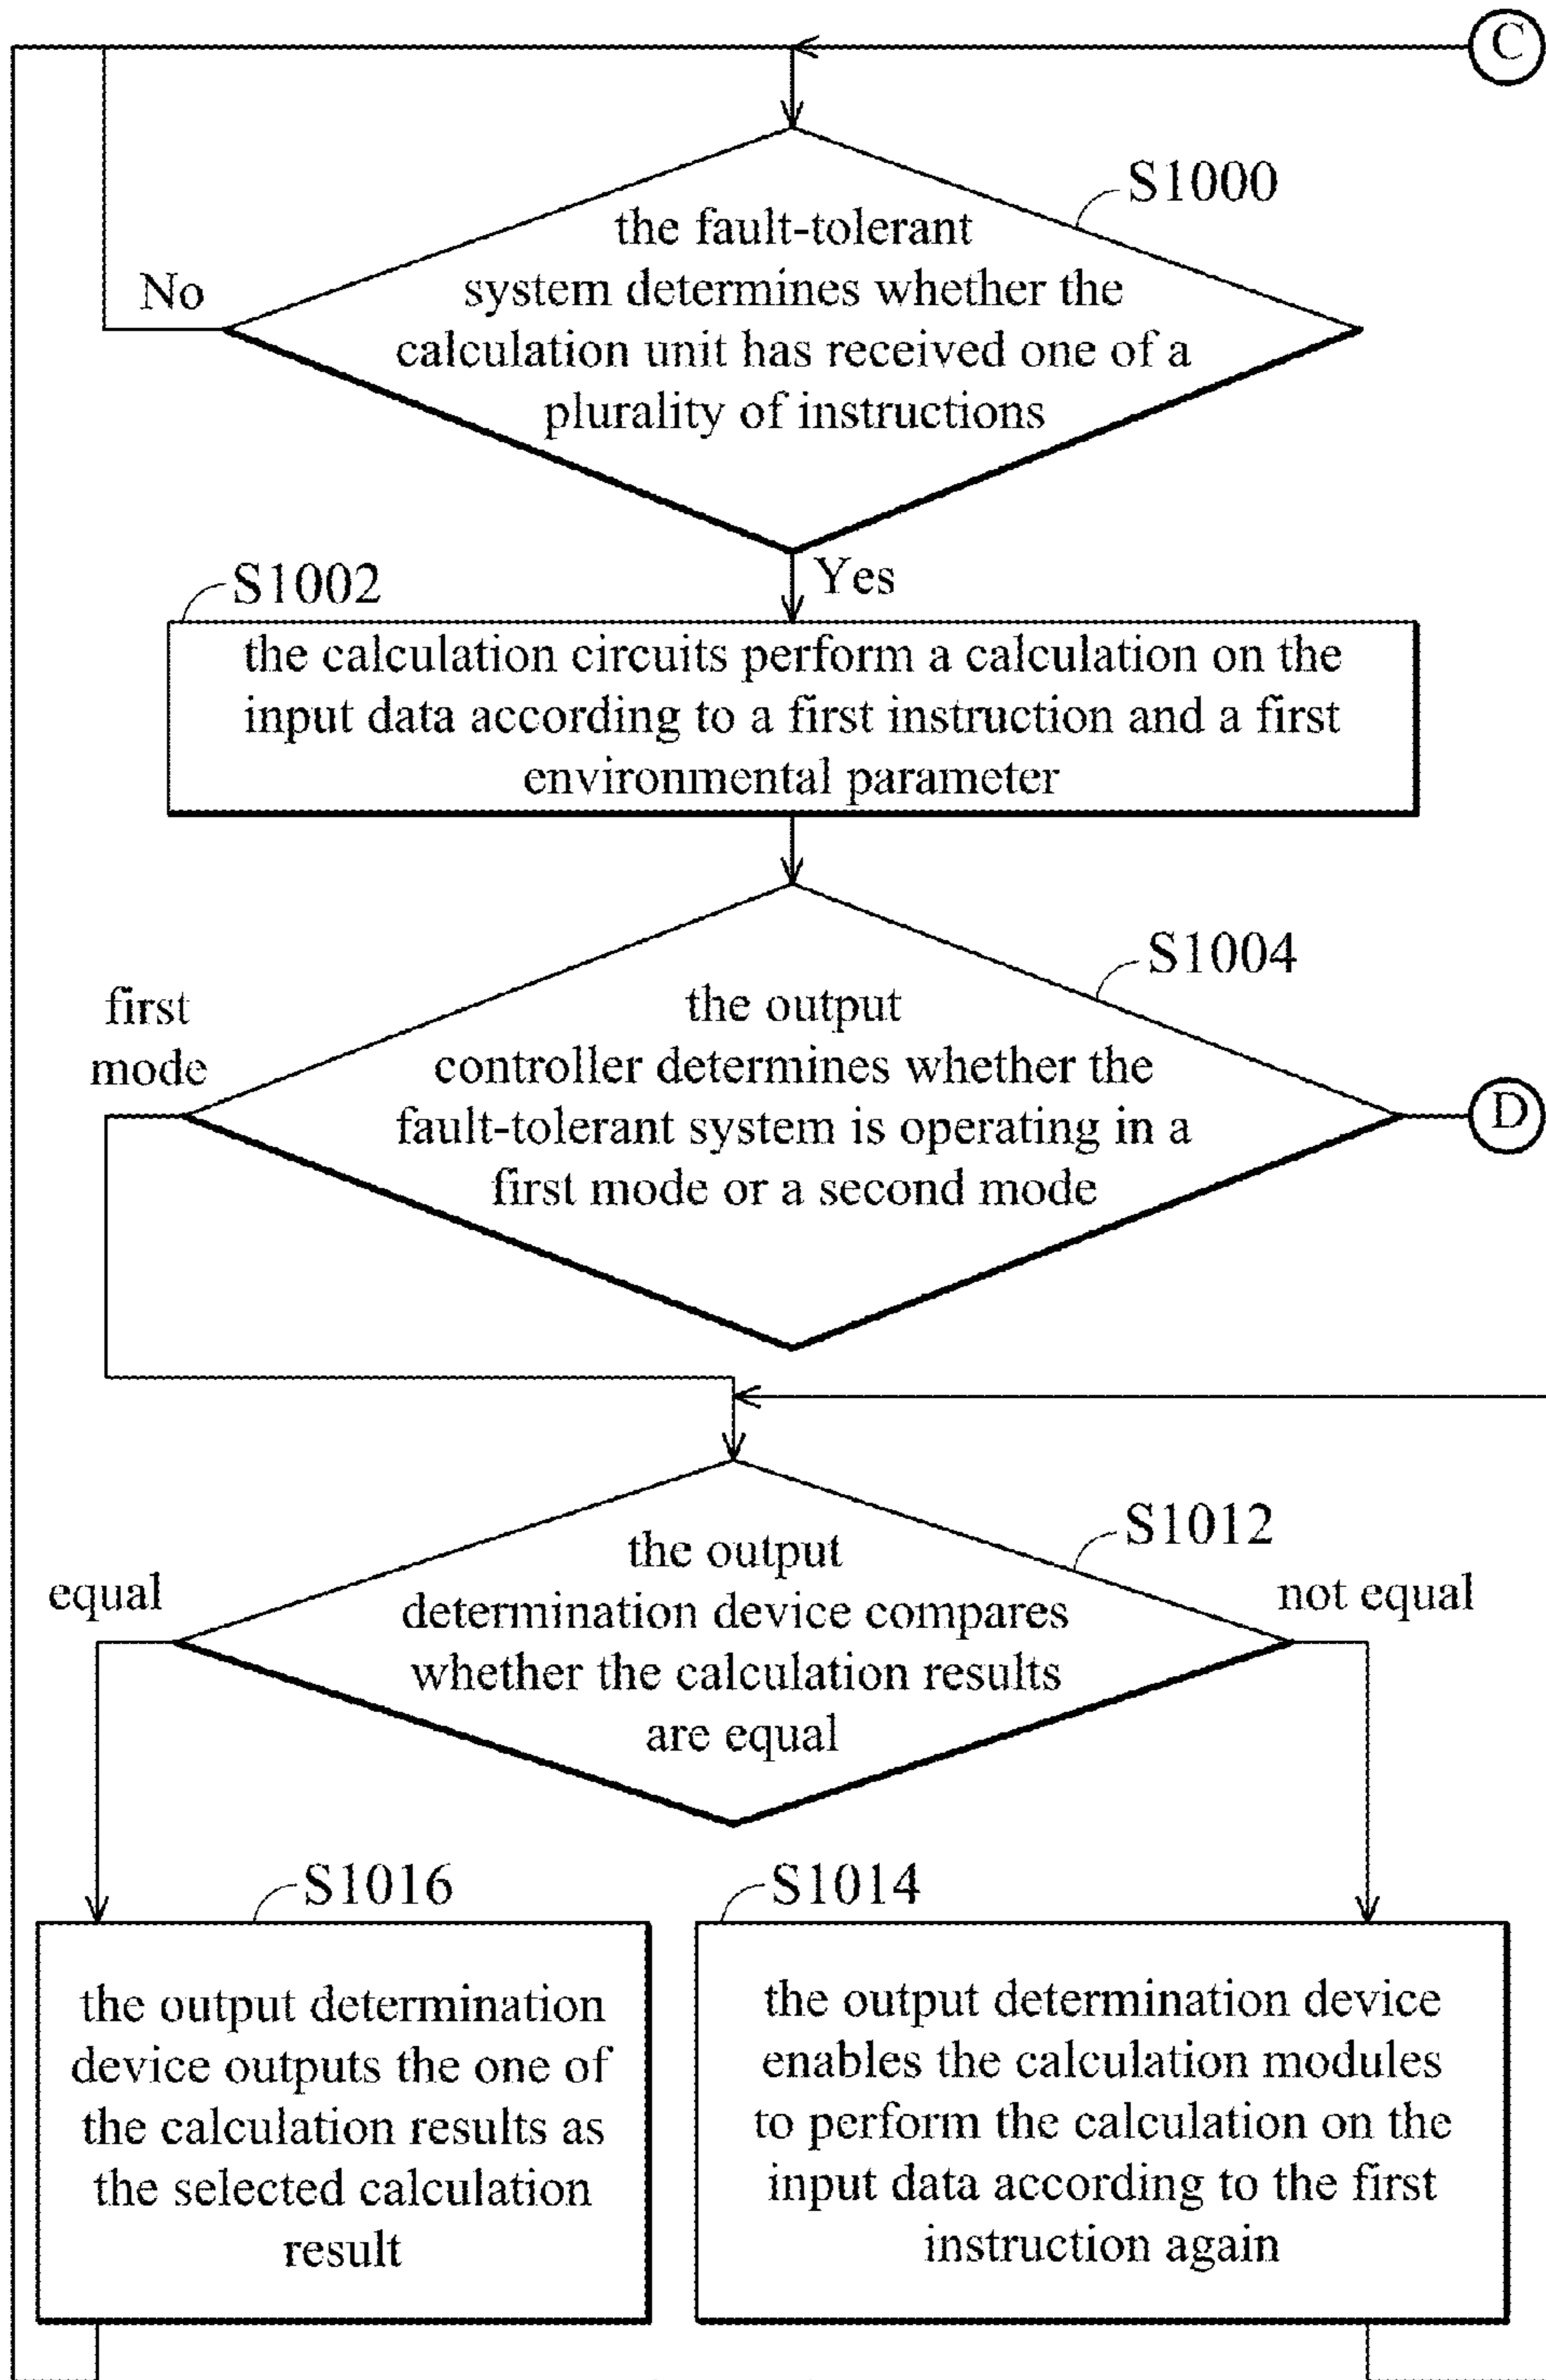 C
S1000
the fault-tolerant
system determines whether the
calculation unit has received one of a
plurality of instructions
No
Yes
S1002
the calculation circuits perform a calculation on the
input data according to a first instruction and a first
environmental parameter
S1004
first
mode
the output
controller determines whether the
fault-tolerant system is operating in a
first mode or a second mode
D
S1012
the output
determination device compares
whether the calculation results
are equal
equal
not equal
S1016
the output determination
device outputs the one of
the calculation results as
the selected calculation
result
S1014
the output determination device
enables the calculation modules
to perform the calculation on the
input data according to the first
instruction again